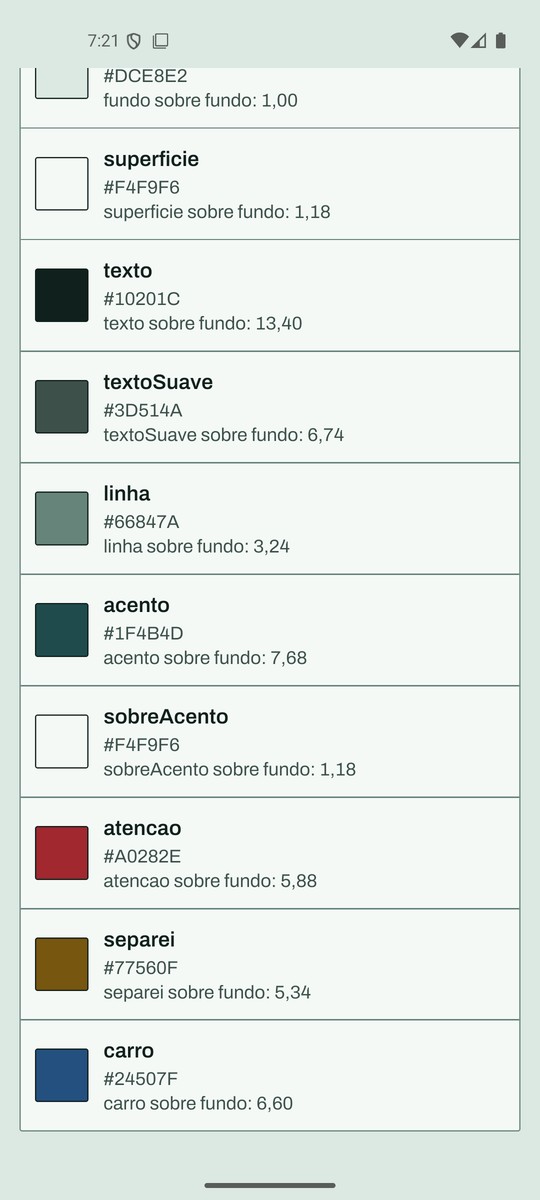 7:21
#DCE8E2
fundo sobre fundo: 1,00
superficie
#F4F9F6
superficie sobre fundo: 1,18
texto
#10201C
texto sobre fundo: 13,40
textoSuave
#3D514A
textoSuave sobre fundo: 6,74
linha
#66847A
linha sobre fundo: 3,24
acento
#1F4B4D
acento sobre fundo: 7,68
sobreAcento
#F4F9F6
sobreAcento sobre fundo: 1,18
atencao
#A0282E
atencao sobre fundo: 5,88
separei
#77560F
separei sobre fundo: 5,34
carro
#24507F
carro sobre fundo: 6,60